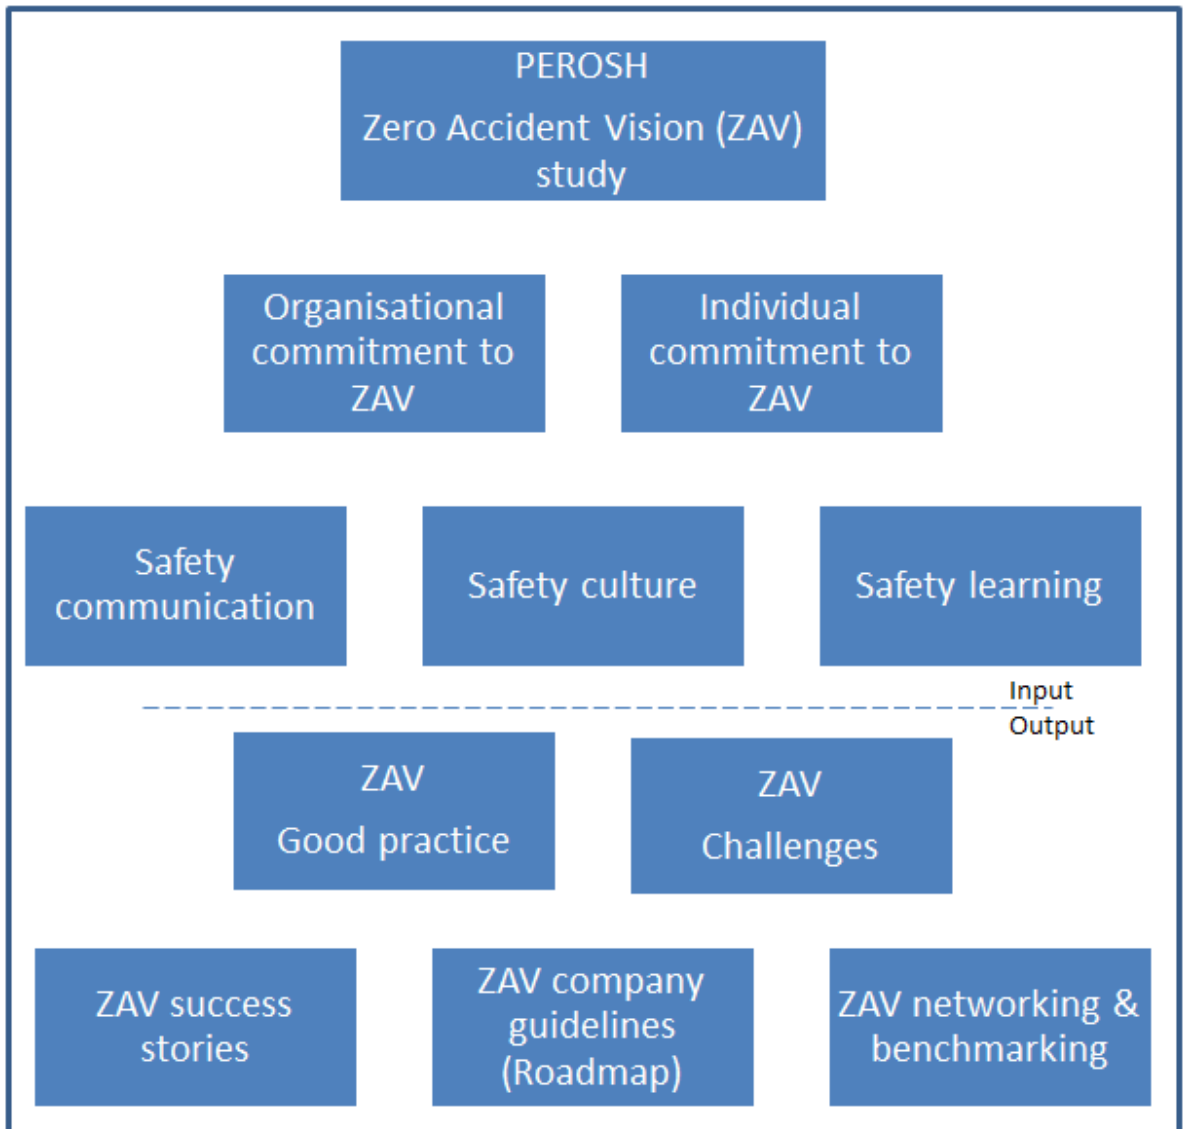 PEROSH
Zero Accident Vision (ZAV)
study
Organisational
commitment to
ZAV
Individual
commitment to
ZAV
Safety
communication
Safety culture
Safety learning
Input
Output
ZAV
Good practice
ZAV
Challenges
ZAV success
stories
ZAV company
guidelines
(Roadmap)
ZAV networking &
benchmarking